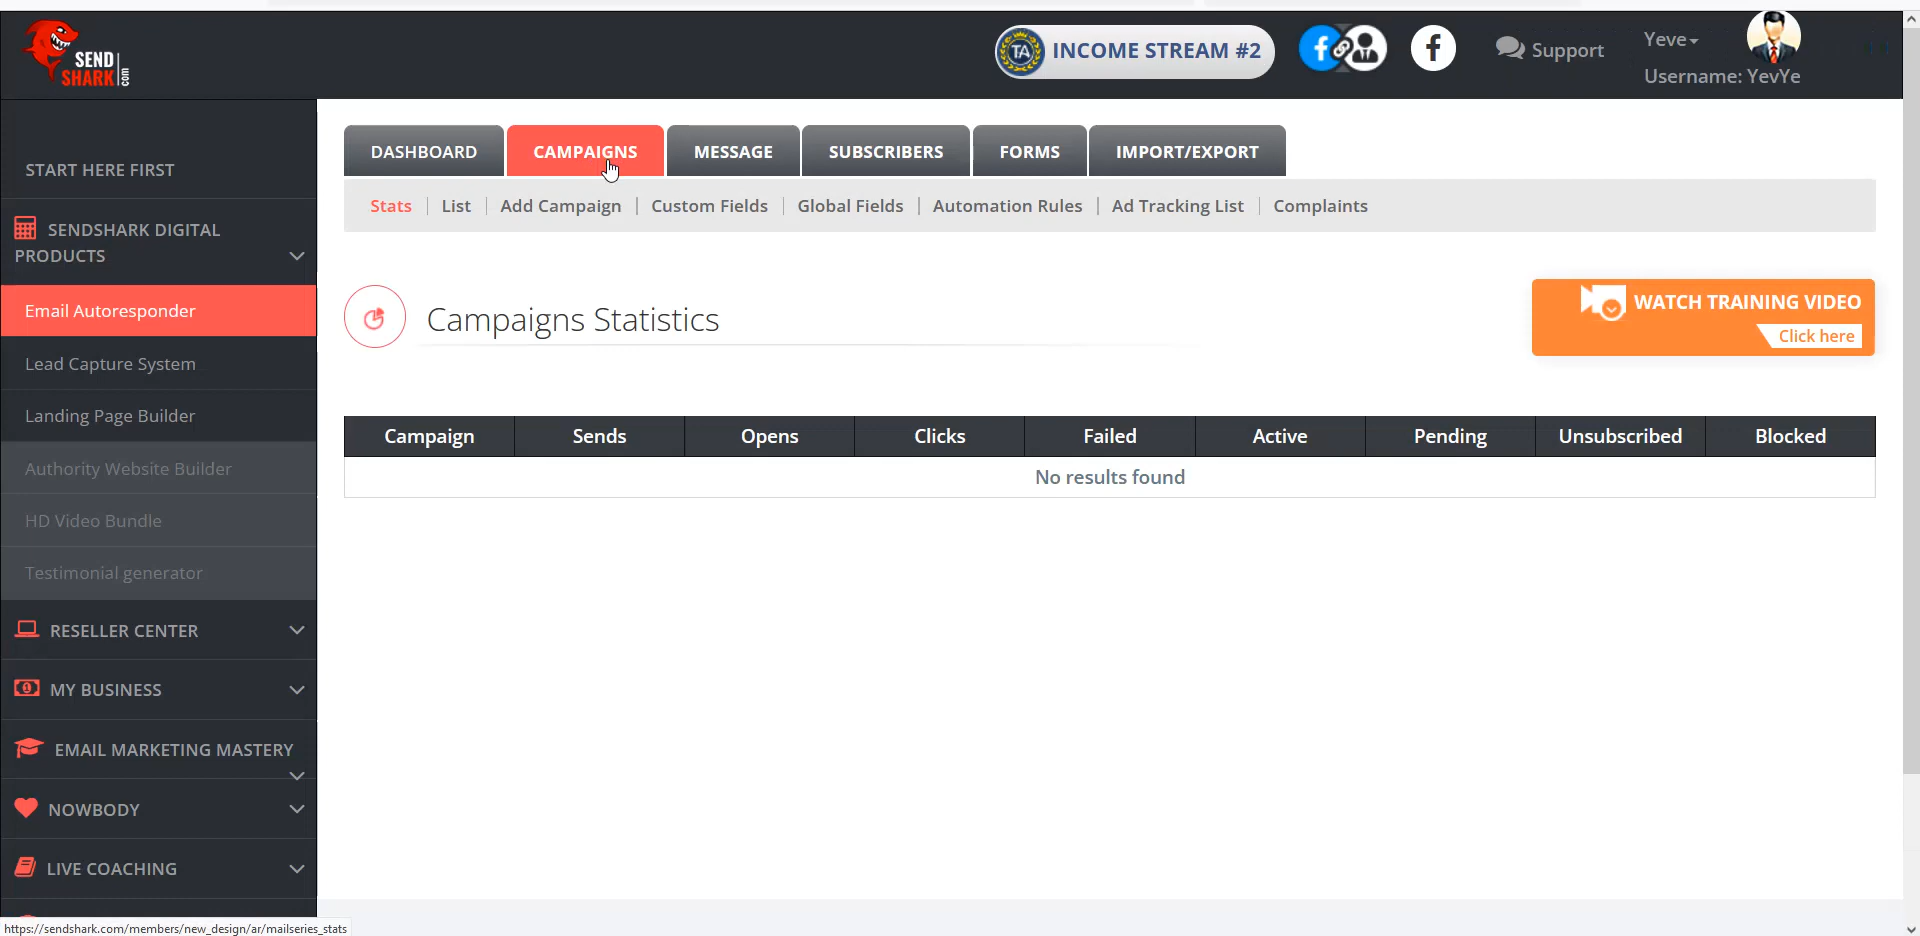 SEND
SHARK
.com
TA INCOME STREAM #2
Support
Yeve
Username: YevYe
START HERE FIRST
SENDSHARK DIGITAL
PRODUCTS
Email Autoresponder
Lead Capture System
Landing Page Builder
Authority Website Builder
HD Video Bundle
Testimonial generator
RESELLER CENTER
MY BUSINESS
EMAIL MARKETING MASTERY
NOWBODY
LIVE COACHING
DASHBOARD CAMPAIGNS MESSAGE SUBSCRIBERS FORMS IMPORT/EXPORT
Stats List Add Campaign Custom Fields Global Fields Automation Rules Ad Tracking List Complaints
Campaigns Statistics
WATCH TRAINING VIDEO
Click here
Campaign Sends Opens Clicks Failed Active Pending Unsubscribed Blocked
No results found
https://sendshark.com/members/new_design/ar/mailseries_stats